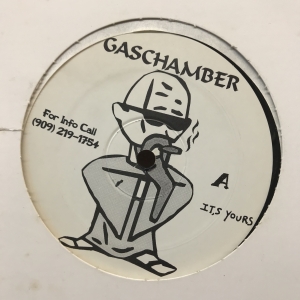 GASCHAMBER
For Info Call
(909) 219-1754
A
IT,S YOURS